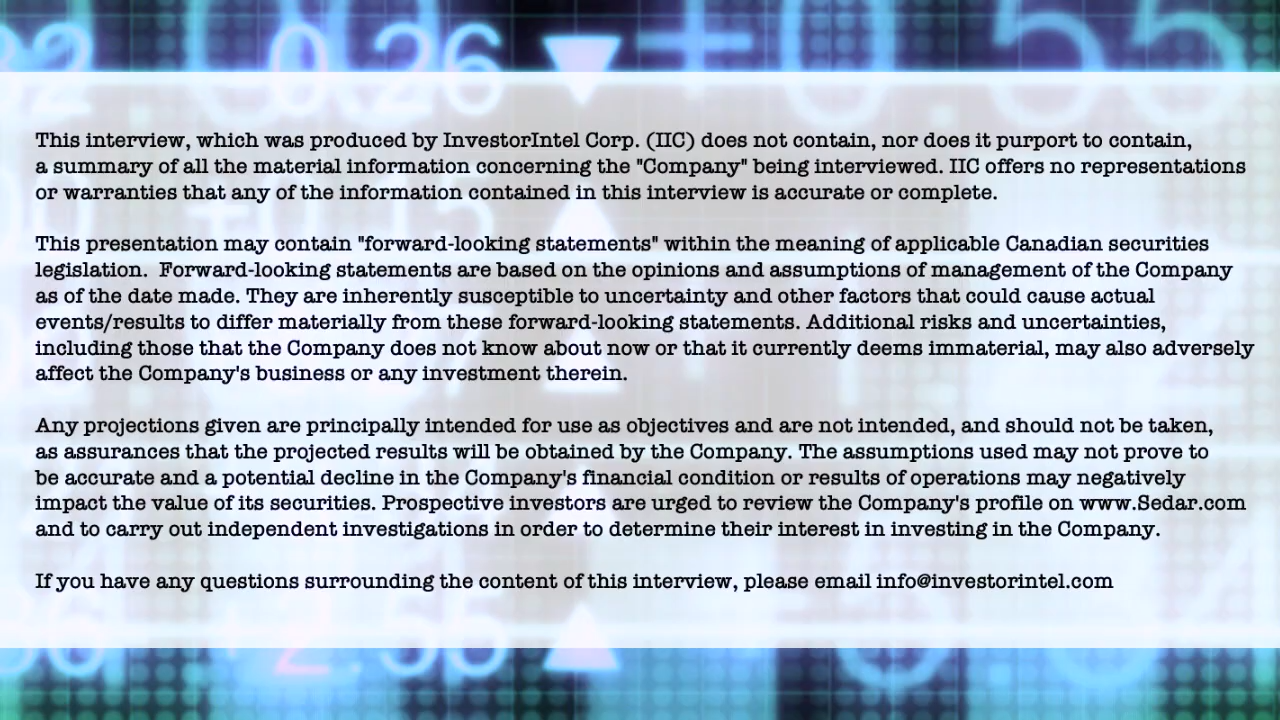 32 0.26 ▼ +0.55
This interview, which was produced by InvestorIntel Corp. (IIC) does not contain, nor does it purport to contain,
a summary of all the material information concerning the "Company" being interviewed. IIC offers no representations
or warranties that any of the information contained in this interview is accurate or complete.
This presentation may contain "forward-looking statements" within the meaning of applicable Canadian securities
legislation.  Forward-looking statements are based on the opinions and assumptions of management of the Company
as of the date made. They are inherently susceptible to uncertainty and other factors that could cause actual
events/results to differ materially from these forward-looking statements. Additional risks and uncertainties,
including those that the Company does not know about now or that it currently deems immaterial, may also adversely
affect the Company's business or any investment therein.
Any projections given are principally intended for use as objectives and are not intended, and should not be taken,
as assurances that the projected results will be obtained by the Company. The assumptions used may not prove to
be accurate and a potential decline in the Company's financial condition or results of operations may negatively
impact the value of its securities. Prospective investors are urged to review the Company's profile on www.Sedar.com
and to carry out independent investigations in order to determine their interest in investing in the Company.
If you have any questions surrounding the content of this interview, please email info@investorintel.com